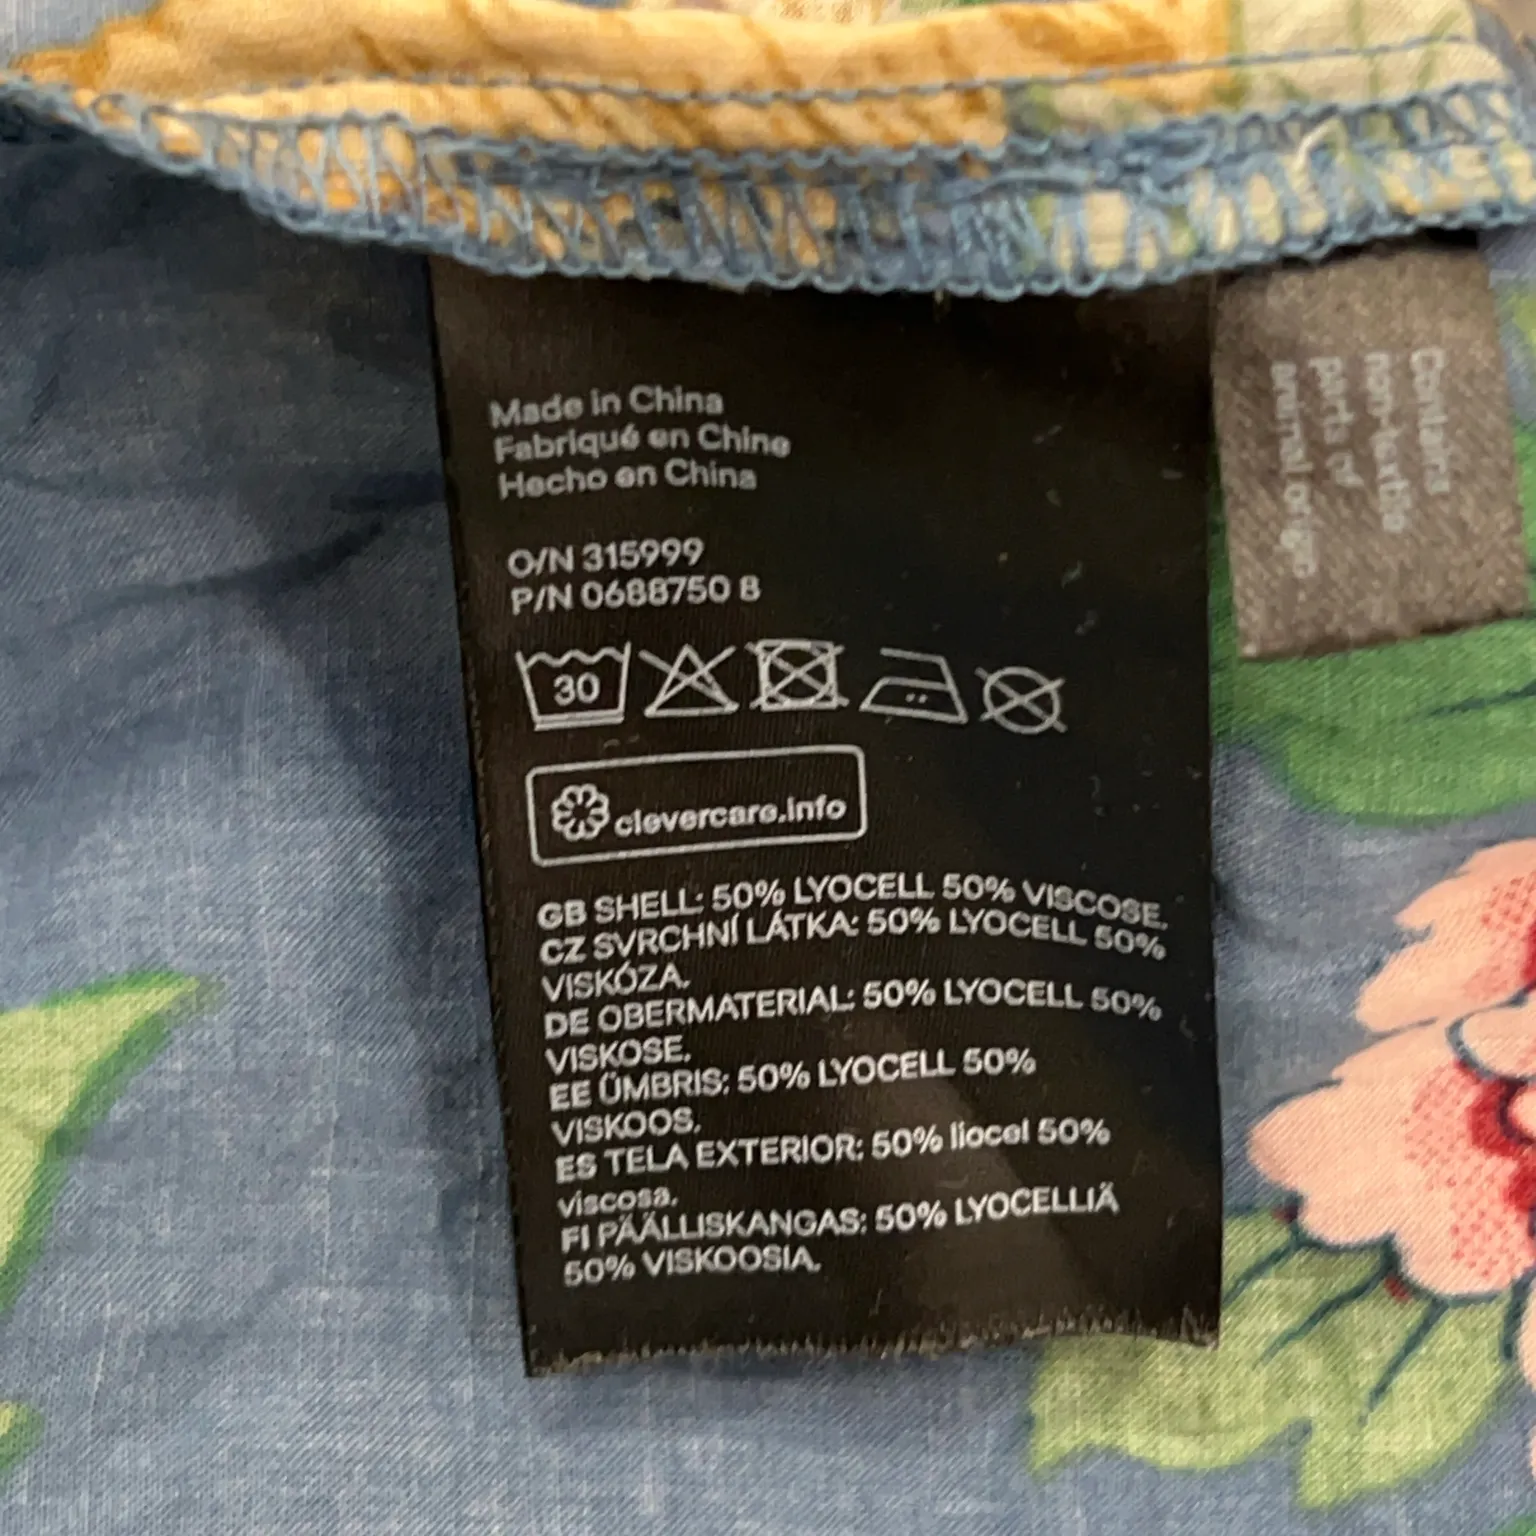 Made in China
Fabriqué en Chine
Hecho en China
O/N 315999
P/N 0688750 8
30
clevercare.info
GB SHELL: 50% LYOCELL 50% VISCOSE.
CZ SVRCHNÍ LÁTKA: 50% LYOCELL 50%
VISKÓZA.
DE OBERMATERIAL: 50% LYOCELL 50%
VISKOSE.
EE ÜMBRIS: 50% LYOCELL 50%
VISKOOS.
ES TELA EXTERIOR: 50% liocel 50%
viscosa.
FI PÄÄLLISKANGAS: 50% LYOCELLIÄ
50% VISKOOSIA.
Contains
non-textile
parts of
animal origin